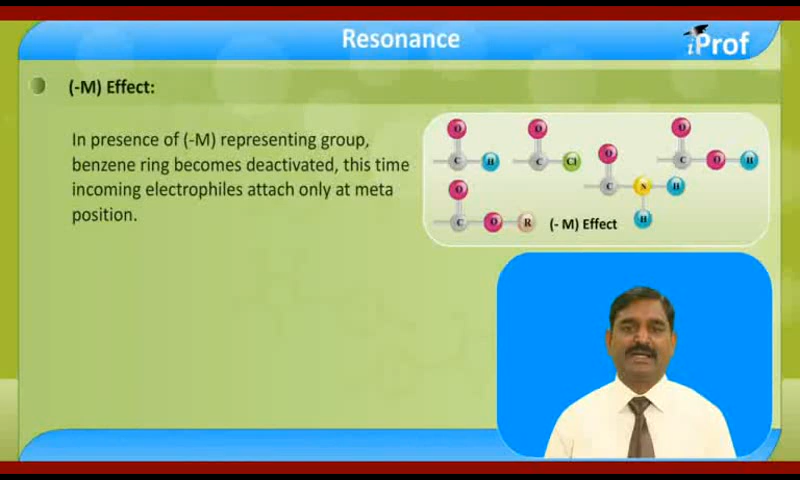 Resonance
iProf
(-M) Effect:
In presence of (-M) representing group,
benzene ring becomes deactivated, this time
incoming electrophiles attach only at meta
position.
O O O O
C H C Cl C N H C O H
O H
C O R
(- M) Effect